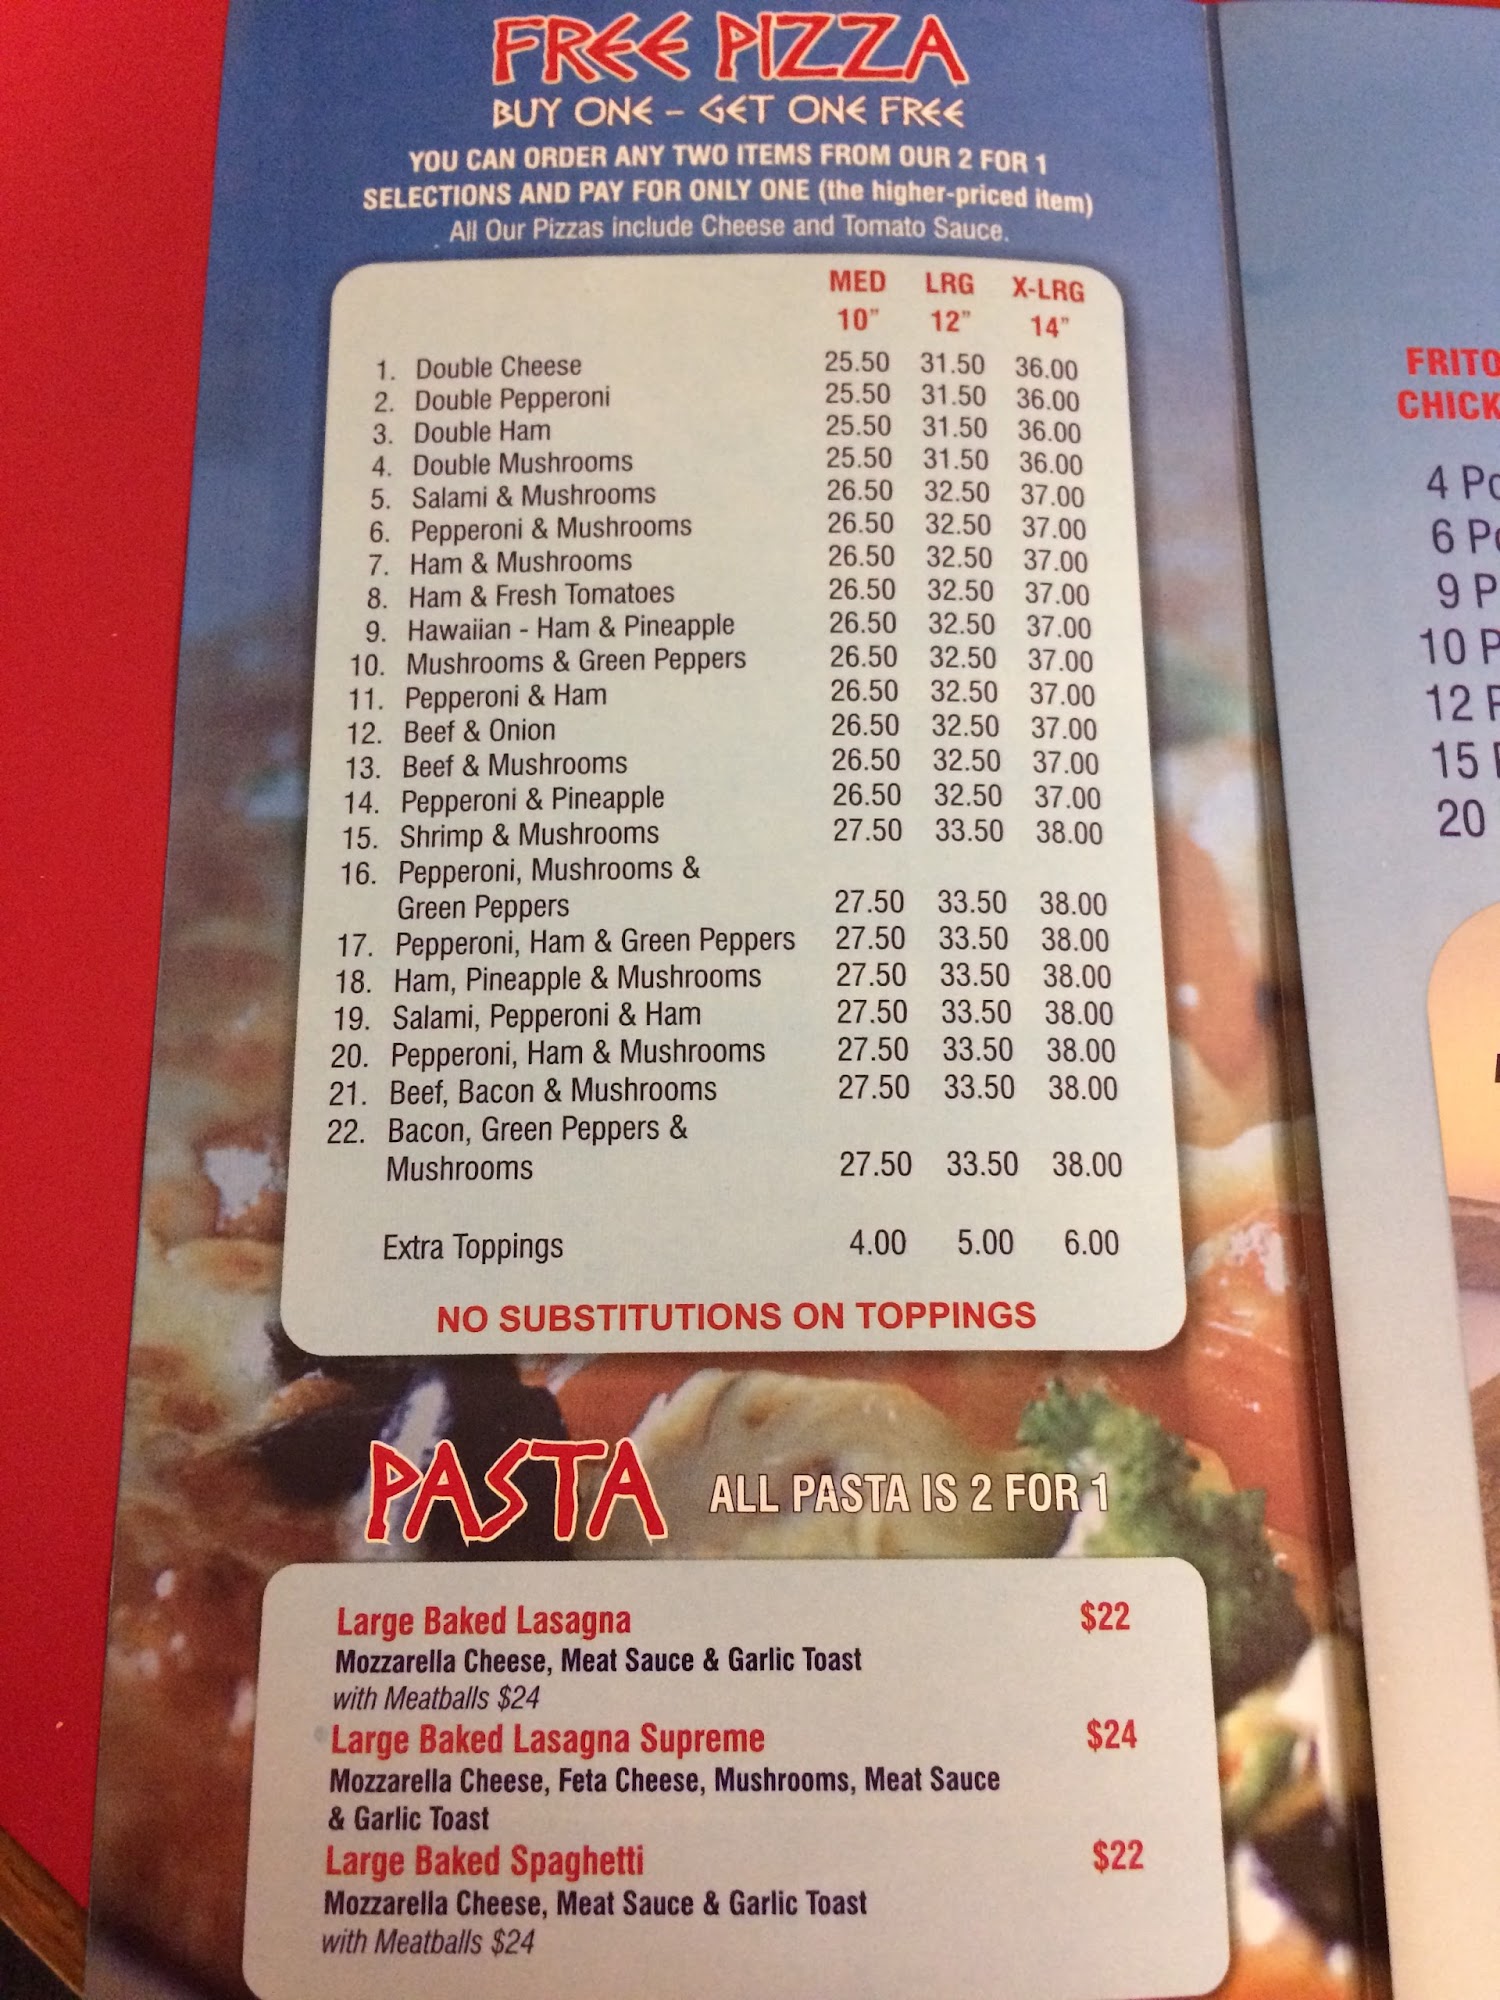 FREE PIZZA
BUY ONE - GET ONE FREE
YOU CAN ORDER ANY TWO ITEMS FROM OUR 2 FOR 1
SELECTIONS AND PAY FOR ONLY ONE (the higher-priced item)
All Our Pizzas include Cheese and Tomato Sauce.
MED LRG X-LRG
10" 12" 14"
1. Double Cheese 25.50 31.50 36.00
2. Double Pepperoni 25.50 31.50 36.00
3. Double Ham 25.50 31.50 36.00
4. Double Mushrooms 25.50 31.50 36.00
5. Salami & Mushrooms 26.50 32.50 37.00
6. Pepperoni & Mushrooms 26.50 32.50 37.00
7. Ham & Mushrooms 26.50 32.50 37.00
8. Ham & Fresh Tomatoes 26.50 32.50 37.00
9. Hawaiian - Ham & Pineapple 26.50 32.50 37.00
10. Mushrooms & Green Peppers 26.50 32.50 37.00
11. Pepperoni & Ham 26.50 32.50 37.00
12. Beef & Onion 26.50 32.50 37.00
13. Beef & Mushrooms 26.50 32.50 37.00
14. Pepperoni & Pineapple 26.50 32.50 37.00
15. Shrimp & Mushrooms 27.50 33.50 38.00
16. Pepperoni, Mushrooms &
Green Peppers 27.50 33.50 38.00
17. Pepperoni, Ham & Green Peppers 27.50 33.50 38.00
18. Ham, Pineapple & Mushrooms 27.50 33.50 38.00
19. Salami, Pepperoni & Ham 27.50 33.50 38.00
20. Pepperoni, Ham & Mushrooms 27.50 33.50 38.00
21. Beef, Bacon & Mushrooms 27.50 33.50 38.00
22. Bacon, Green Peppers &
Mushrooms 27.50 33.50 38.00
Extra Toppings 4.00 5.00 6.00
NO SUBSTITUTIONS ON TOPPINGS
PASTA ALL PASTA IS 2 FOR 1
Large Baked Lasagna $22
Mozzarella Cheese, Meat Sauce & Garlic Toast
with Meatballs $24
Large Baked Lasagna Supreme $24
Mozzarella Cheese, Feta Cheese, Mushrooms, Meat Sauce
& Garlic Toast
Large Baked Spaghetti $22
Mozzarella Cheese, Meat Sauce & Garlic Toast
with Meatballs $24
FRITO
CHICK
4 Pc
6 Pc
9 P
10 P
12 P
15
20